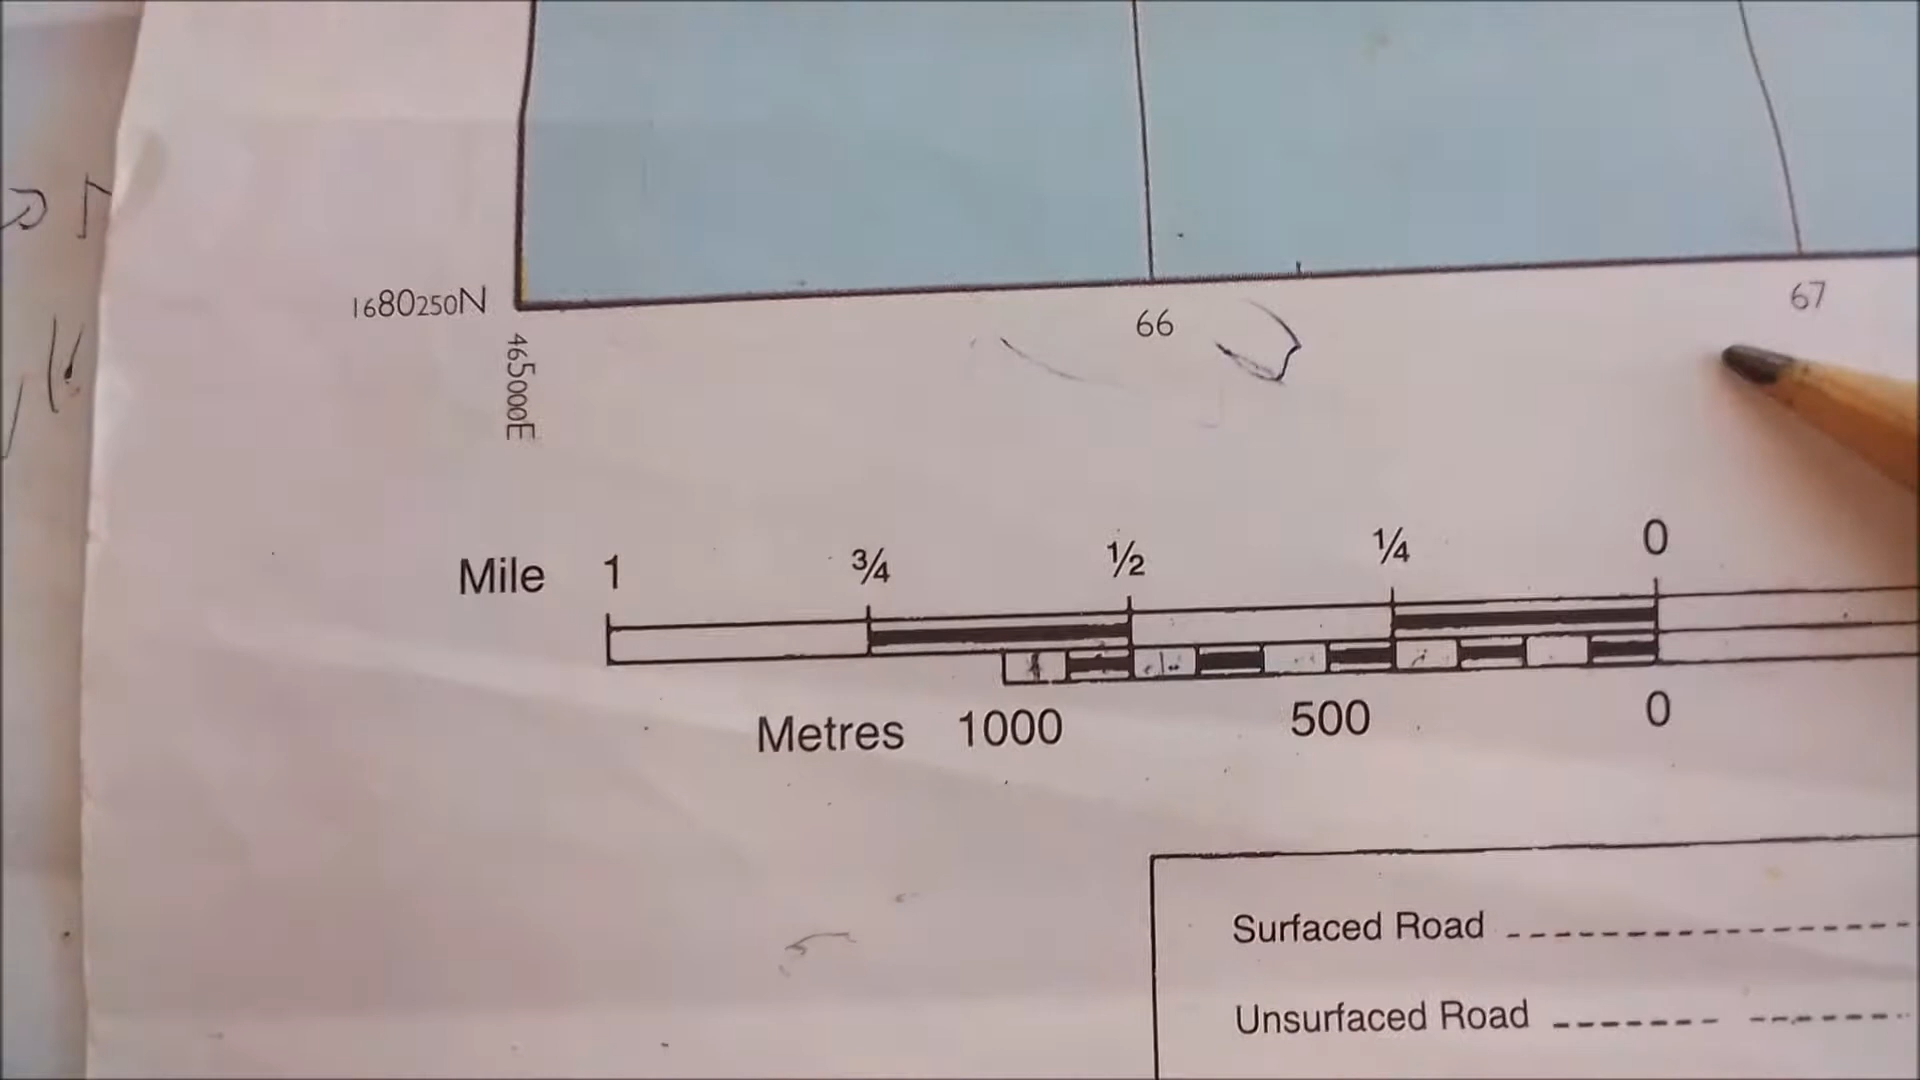 1680250N
465000E
66
67
Mile 1 ¾ ½ ¼ 0
Metres 1000 500 0
Surfaced Road
Unsurfaced Road